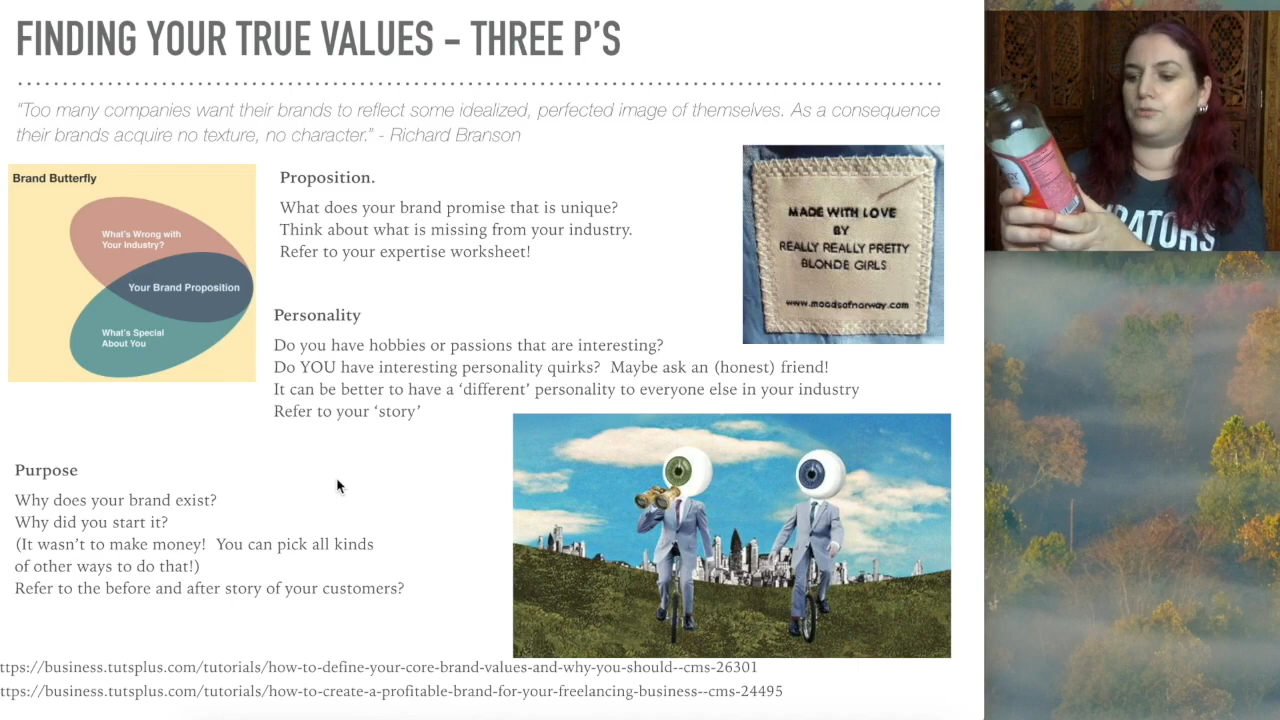 FINDING YOUR TRUE VALUES - THREE P'S
"Too many companies want their brands to reflect some idealized, perfected image of themselves. As a consequence
their brands acquire no texture, no character." - Richard Branson
Brand Butterfly
What's Wrong with
Your Industry?
Your Brand Proposition
What's Special
About You
Proposition.
What does your brand promise that is unique?
Think about what is missing from your industry.
Refer to your expertise worksheet!
MADE WITH LOVE
BY
REALLY REALLY PRETTY
BLONDE GIRLS
www.moodsofnorway.com
Personality
Do you have hobbies or passions that are interesting?
Do YOU have interesting personality quirks? Maybe ask an (honest) friend!
It can be better to have a 'different' personality to everyone else in your industry
Refer to your 'story'
Purpose
Why does your brand exist?
Why did you start it?
(It wasn't to make money! You can pick all kinds
of other ways to do that!)
Refer to the before and after story of your customers?
ttps://business.tutsplus.com/tutorials/how-to-define-your-core-brand-values-and-why-you-should--cms-26301
ttps://business.tutsplus.com/tutorials/how-to-create-a-profitable-brand-for-your-freelancing-business--cms-24495